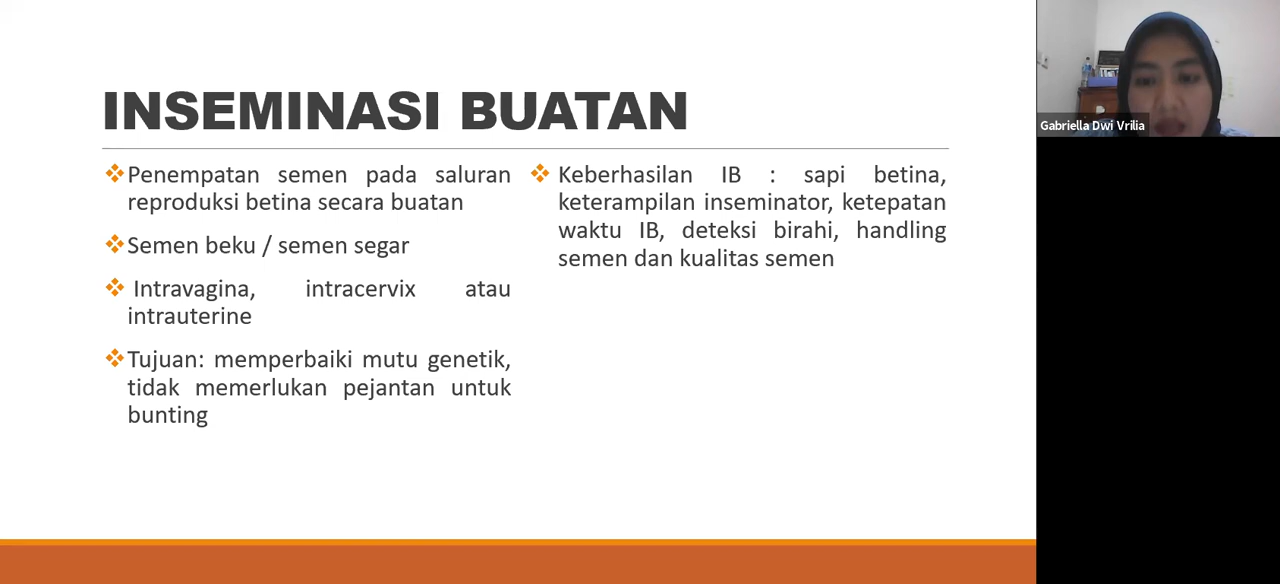 INSEMINASI BUATAN
Penempatan semen pada saluran
reproduksi betina secara buatan
Semen beku / semen segar
Intravagina, intracervix atau
intrauterine
Tujuan: memperbaiki mutu genetik,
tidak memerlukan pejantan untuk
bunting
Keberhasilan IB : sapi betina,
keterampilan inseminator, ketepatan
waktu IB, deteksi birahi, handling
semen dan kualitas semen
Gabriella Dwi Vrilia